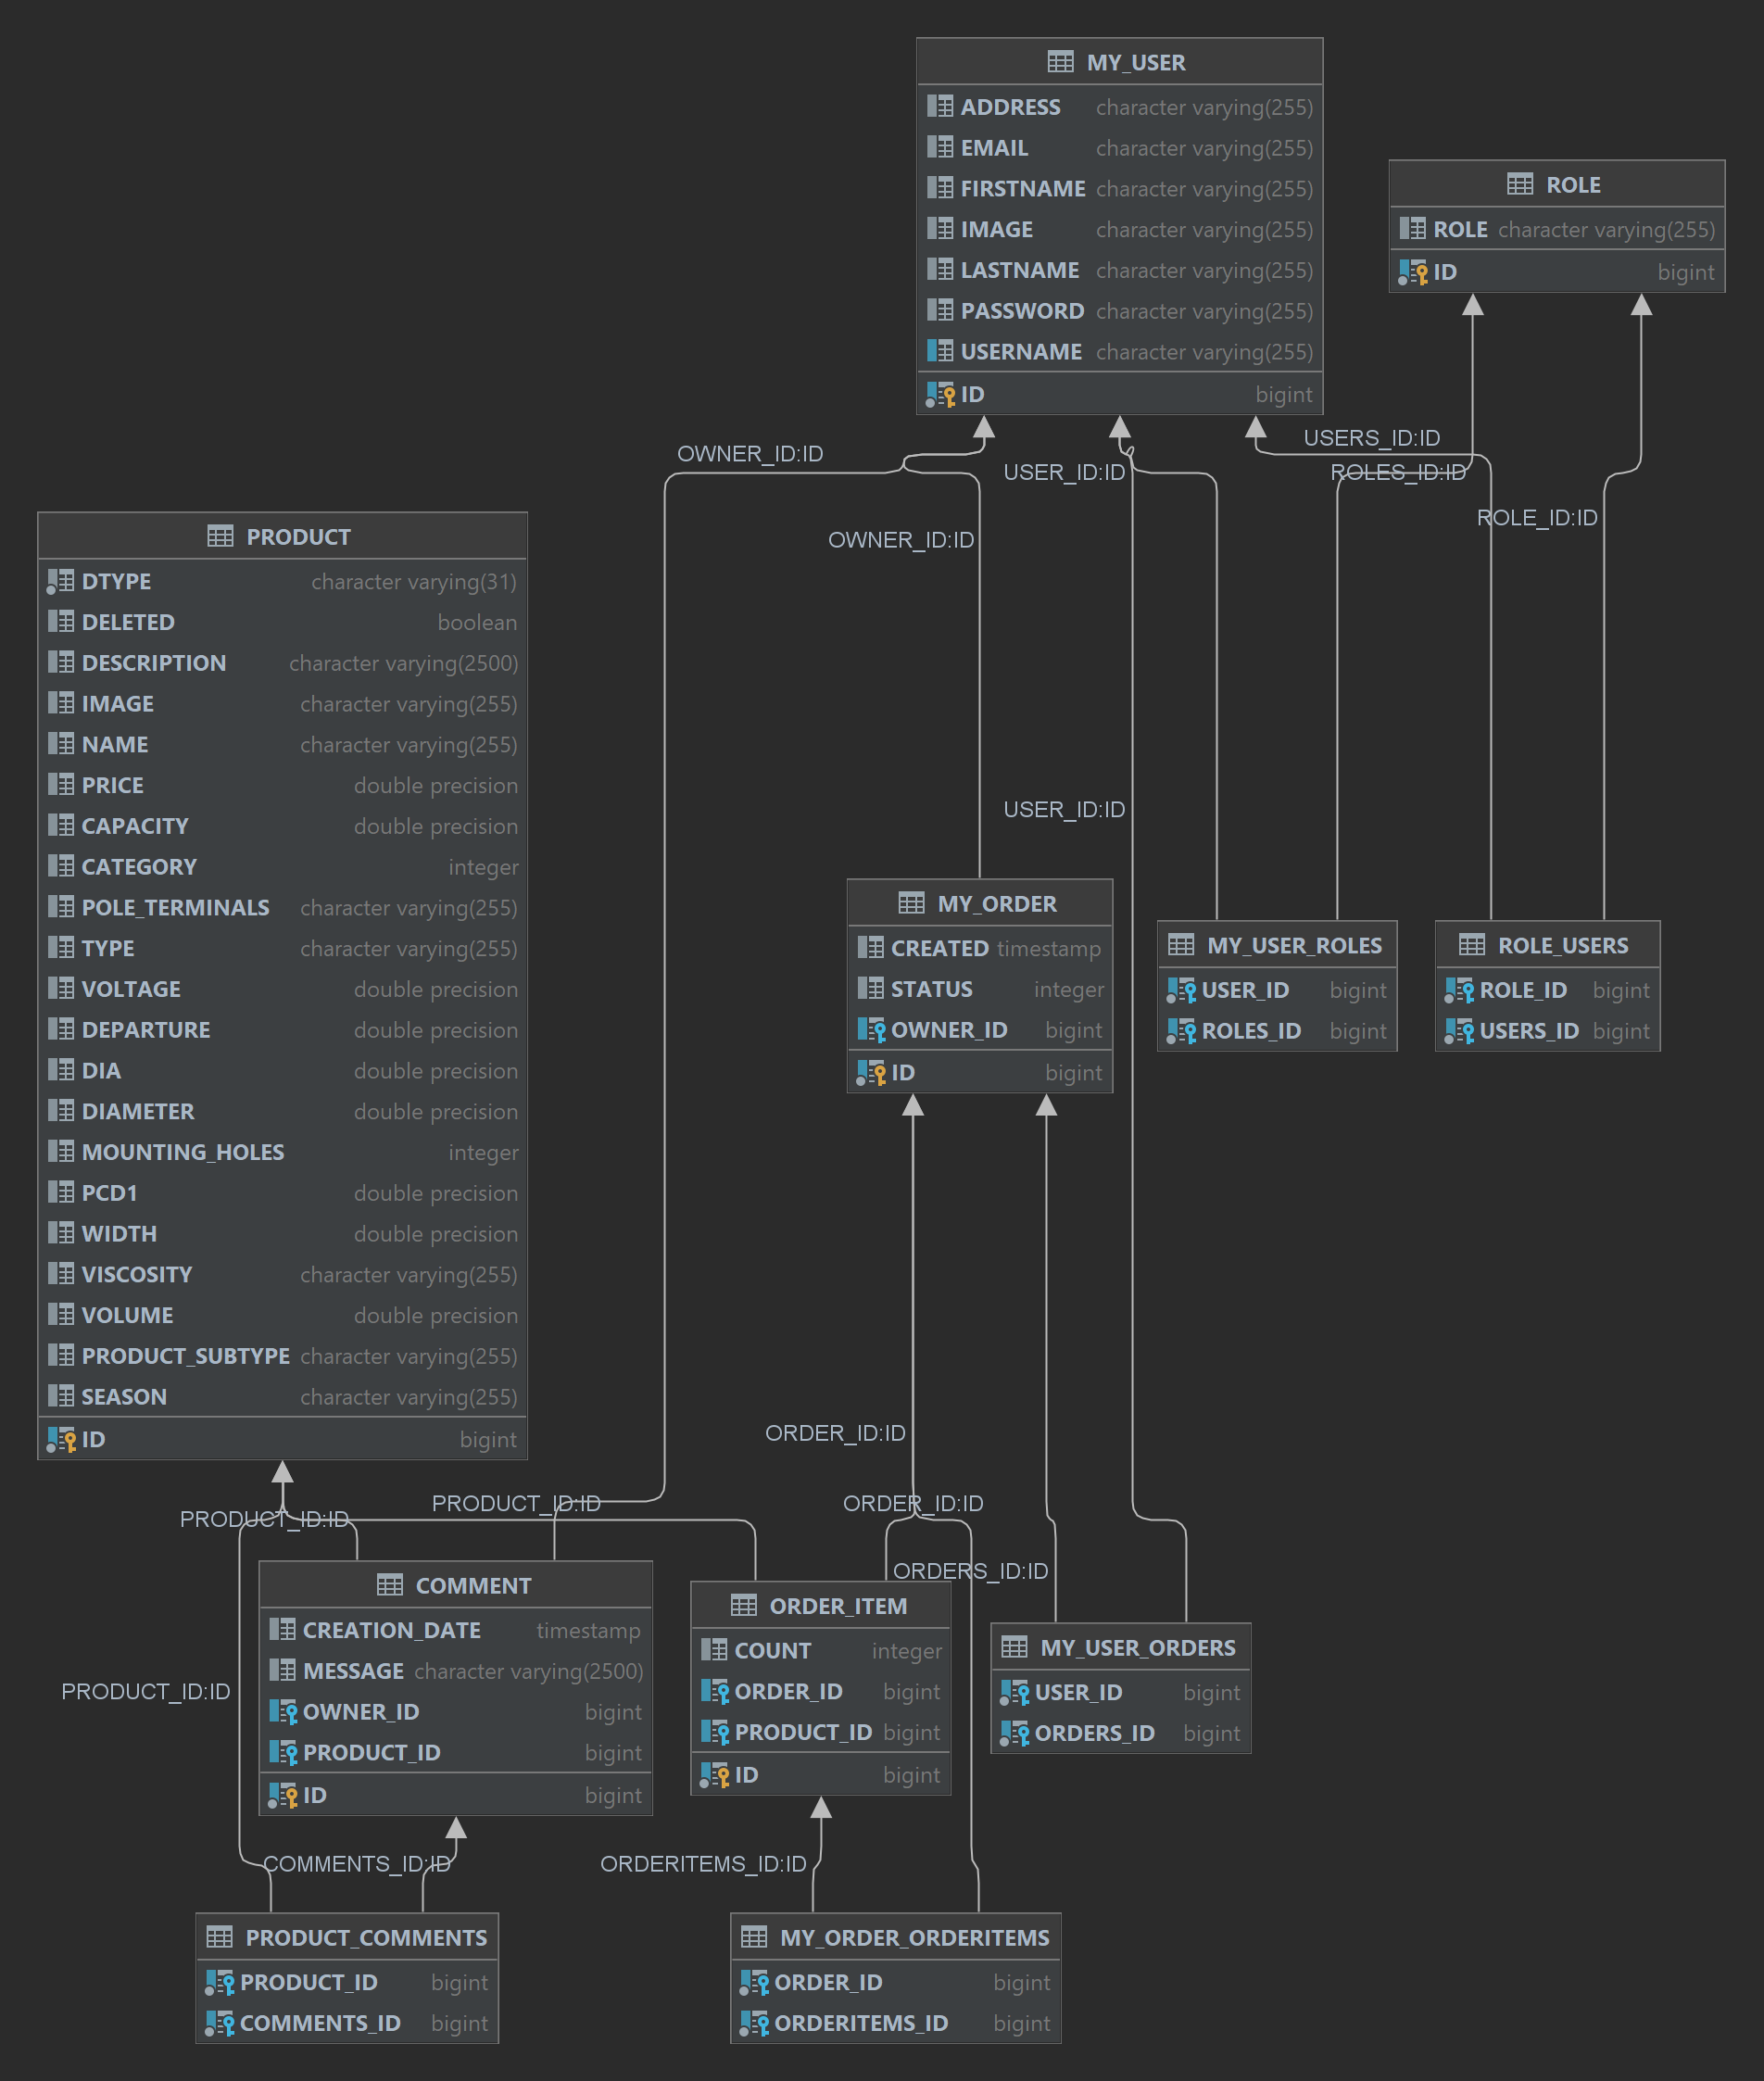 MY_USER
ADDRESS character varying(255)
EMAIL character varying(255)
FIRSTNAME character varying(255)
IMAGE character varying(255)
LASTNAME character varying(255)
PASSWORD character varying(255)
USERNAME character varying(255)
ID bigint
ROLE
ROLE character varying(255)
ID bigint
OWNER_ID:ID
USER_ID:ID
USERS_ID:ID
ROLES_ID:ID
ROLE_ID:ID
OWNER_ID:ID
USER_ID:ID
PRODUCT
DTYPE character varying(31)
DELETED boolean
DESCRIPTION character varying(2500)
IMAGE character varying(255)
NAME character varying(255)
PRICE double precision
CAPACITY double precision
CATEGORY integer
POLE_TERMINALS character varying(255)
TYPE character varying(255)
VOLTAGE double precision
DEPARTURE double precision
DIA double precision
DIAMETER double precision
MOUNTING_HOLES integer
PCD1 double precision
WIDTH double precision
VISCOSITY character varying(255)
VOLUME double precision
PRODUCT_SUBTYPE character varying(255)
SEASON character varying(255)
ID bigint
MY_ORDER
CREATED timestamp
STATUS integer
OWNER_ID bigint
ID bigint
MY_USER_ROLES
USER_ID bigint
ROLES_ID bigint
ROLE_USERS
ROLE_ID bigint
USERS_ID bigint
ORDER_ID:ID
PRODUCT_ID:ID
PRODUCT_ID:ID
ORDER_ID:ID
ORDERS_ID:ID
COMMENT
CREATION_DATE timestamp
MESSAGE character varying(2500)
OWNER_ID bigint
PRODUCT_ID bigint
ID bigint
ORDER_ITEM
COUNT integer
ORDER_ID bigint
PRODUCT_ID bigint
ID bigint
MY_USER_ORDERS
USER_ID bigint
ORDERS_ID bigint
PRODUCT_ID:ID
COMMENTS_ID:ID
ORDERITEMS_ID:ID
PRODUCT_COMMENTS
PRODUCT_ID bigint
COMMENTS_ID bigint
MY_ORDER_ORDERITEMS
ORDER_ID bigint
ORDERITEMS_ID bigint